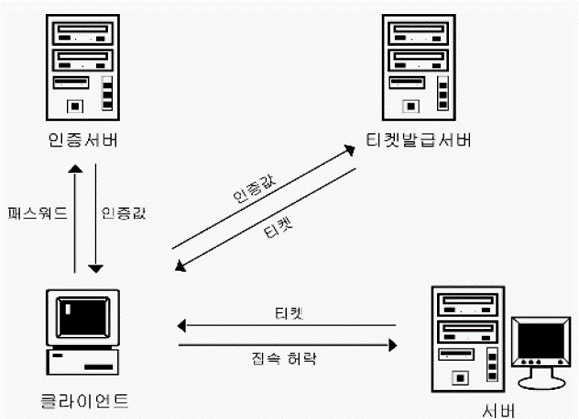 인증서버
티켓발급서버
패스워드
인증값
인증값
티켓
티켓
접속 허락
클라이언트
서버